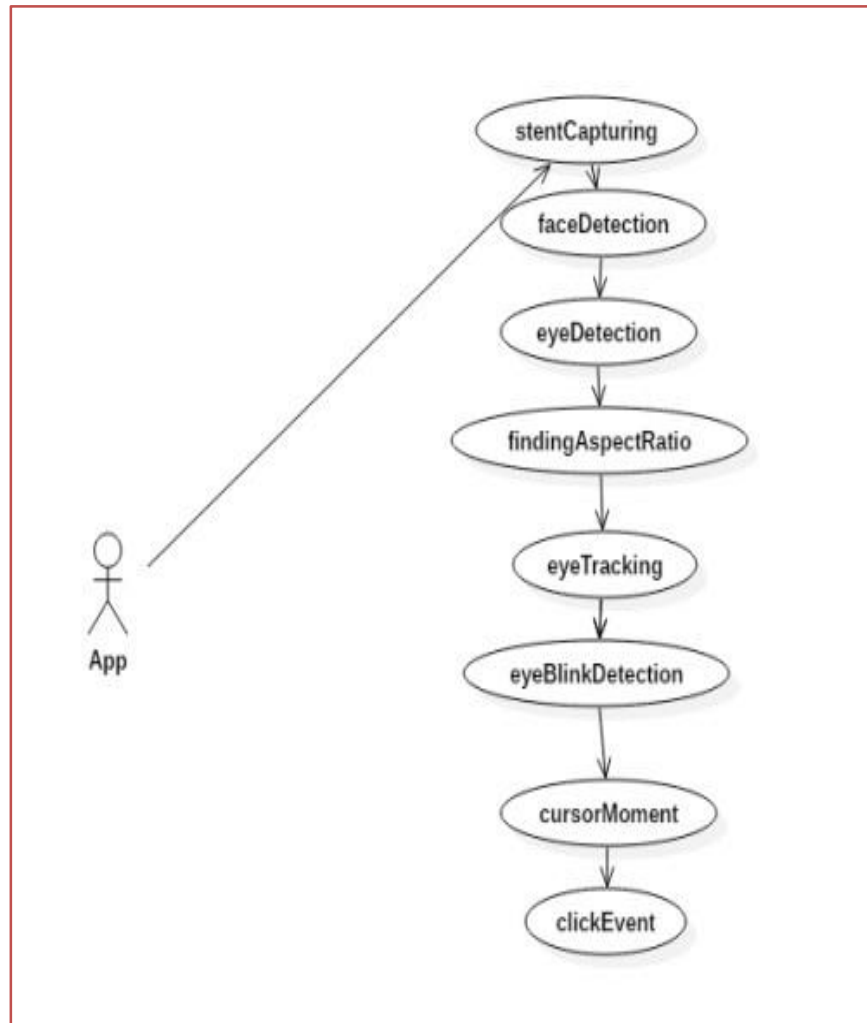 stentCapturing
faceDetection
eyeDetection
findingAspectRatio
eyeTracking
App
eyeBlinkDetection
cursorMoment
clickEvent